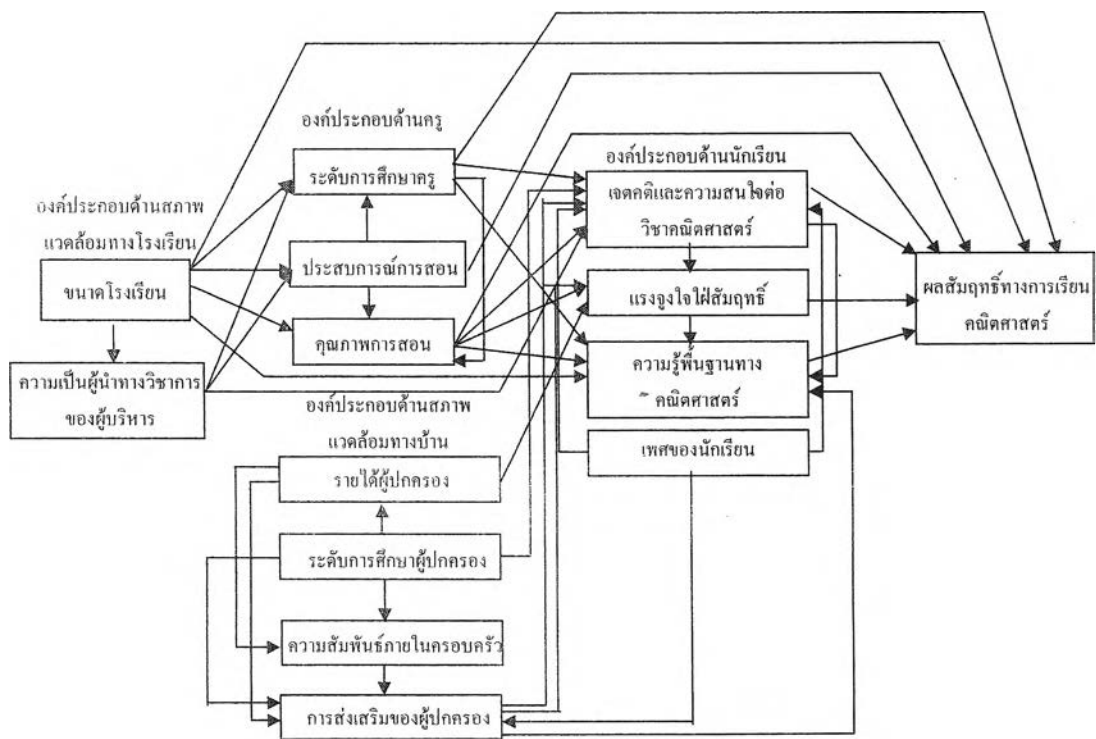 องค์ประกอบด้านครู
ระดับการศึกษาครู
องค์ประกอบด้านสภาพ
แวดล้อมทางโรงเรียน
ขนาดโรงเรียน
ประสบการณ์การสอน
คุณภาพการสอน
ความเป็นผู้นำทางวิชาการ
ของผู้บริหาร
องค์ประกอบด้านสภาพ
แวดล้อมทางบ้าน
รายได้ผู้ปกครอง
ระดับการศึกษาผู้ปกครอง
ความสัมพันธ์ภายในครอบครัว
การส่งเสริมของผู้ปกครอง
องค์ประกอบด้านนักเรียน
เจตคติและความสนใจต่อ
วิชาคณิตศาสตร์
แรงจูงใจใฝ่สัมฤทธิ์
ความรู้พื้นฐานทาง
คณิตศาสตร์
เพศของนักเรียน
ผลสัมฤทธิ์ทางการเรียน
คณิตศาสตร์